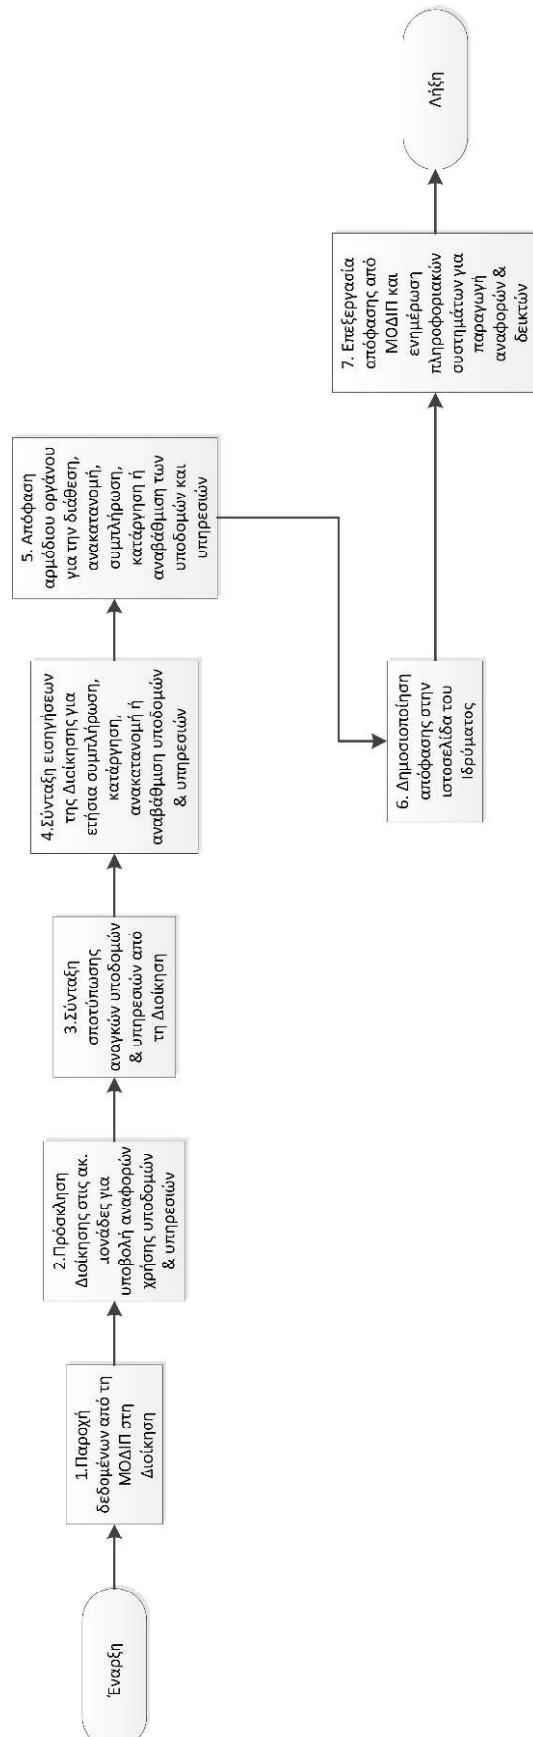 Έναρξη
1.Παροχή
δεδομένων από τη
ΜΟΔΙΠ στη
Διοίκηση
2.Πρόσκληση
Διοίκησης στις ακ.
μονάδες για
υποβολή αναφορών
χρήσης υποδομών
& υπηρεσιών
3.Σύνταξη
αποτύπωσης
αναγκών υποδομών
& υπηρεσιών από
τη Διοίκηση
4.Σύνταξη εισηγήσεων
της Διοίκησης για
ετήσια συμπλήρωση,
κατάργηση,
ανακατανομή ή
αναβάθμιση υποδομών
& υπηρεσιών
5. Απόφαση
αρμόδιου οργάνου
για την διάθεση,
ανακατανομή,
συμπλήρωση,
κατάργηση ή
αναβάθμιση των
υποδομών και
υπηρεσιών
6. Δημοσιοποίηση
απόφασης στην
ιστοσελίδα του
Ιδρύματος
7. Επεξεργασία
απόφασης από
ΜΟΔΙΠ και
ενημέρωση
πληροφοριακών
συστημάτων για
παραγωγή
αναφορών &
δεικτών
Λήξη